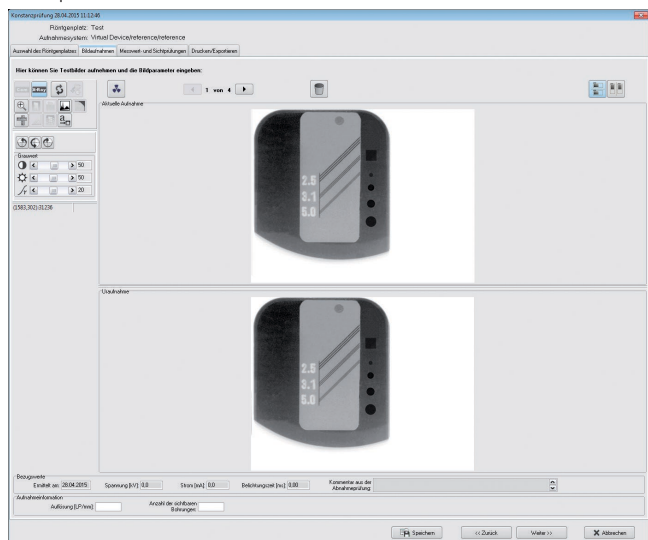 Konstanzprüfung 28.04.2015 11:12:46
Röntgenplatz: Test
Aufnahmesystem: Virtual Device/reference/reference
Auswahl des Röntgenplatzes Bildaufnahmen Messwert- und Sichtprüfungen Drucken/Exportieren
Hier können Sie Testbilder aufnehmen und die Bildparameter eingeben:
X-Ray
1 von 4
Aktuelle Aufnahme
2.5
3.1
5.0
Grauwert
50
50
20
(1583,302):31236
Uraufnahme
2.5
3.1
5.0
Bezugswerte
Ermittelt am: 28.04.2015 Spannung [kV]: 0,0 Strom [mA]: 0,0 Belichtungszeit [ms]: 0,00 Kommentar aus der Abnahmeprüfung:
Aufnahmeinformation
Auflösung [LP/mm]: Anzahl der sichtbaren Bohrungen:
Speichern << Zurück Weiter >> Abbrechen